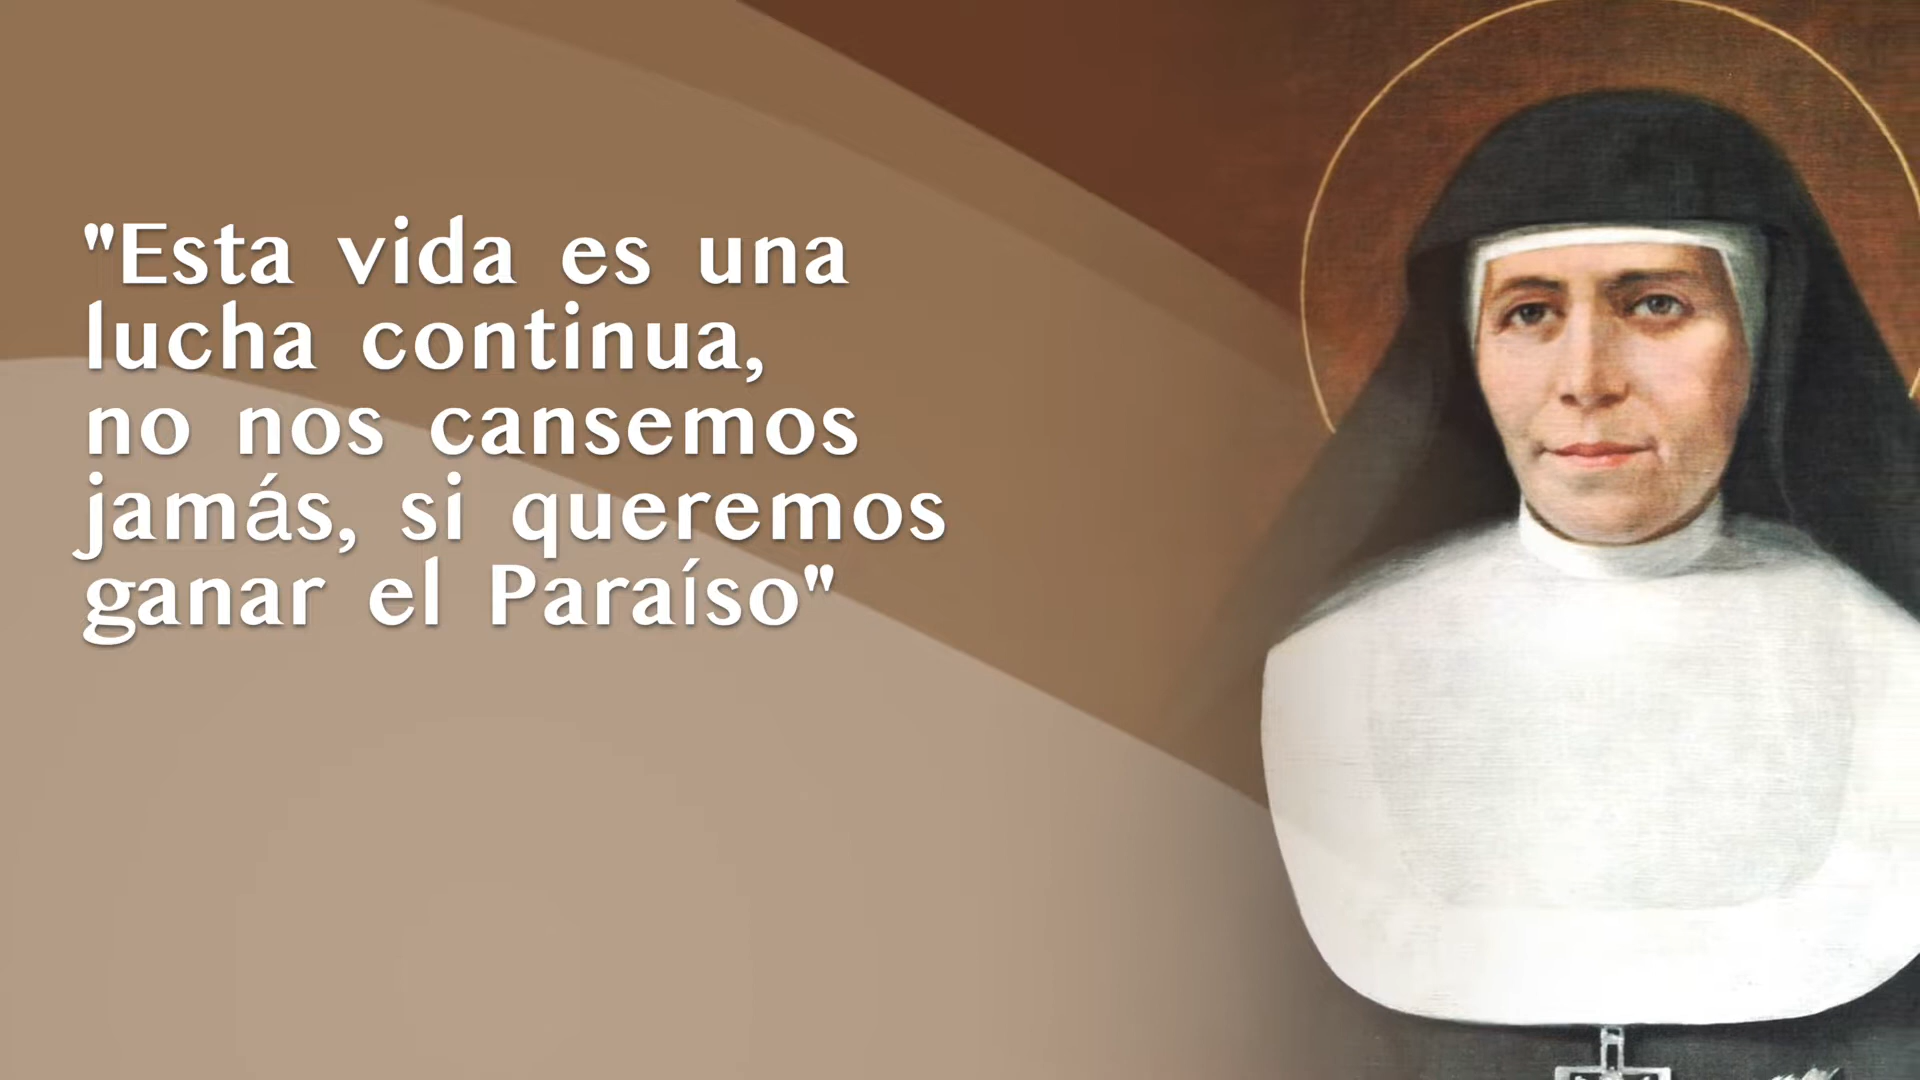 "Esta vida es una
lucha continua,
no nos cansemos
jamás, si queremos
ganar el Paraíso"